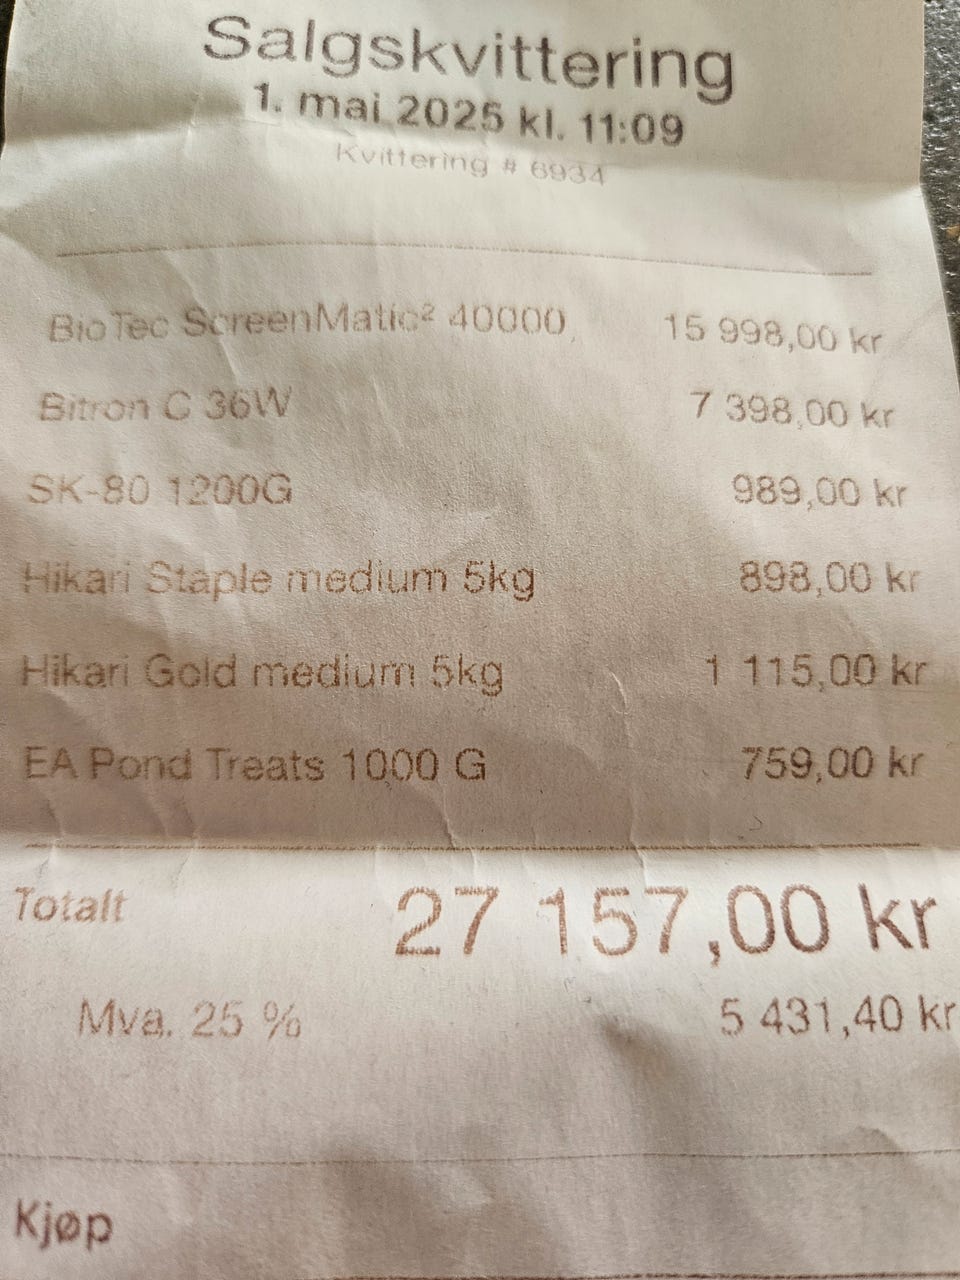 Salgskvittering
1. mai 2025 kl. 11:09
Kvittering # 6934
BioTec ScreenMatic² 40000 15 998,00 kr
Bitron C 36W 7 398,00 kr
SK-80 1200G 989,00 kr
Hikari Staple medium 5kg 898,00 kr
Hikari Gold medium 5kg 1 115,00 kr
EA Pond Treats 1000 G 759,00 kr
Totalt 27 157,00 kr
Mva. 25 % 5 431,40 kr
Kjøp